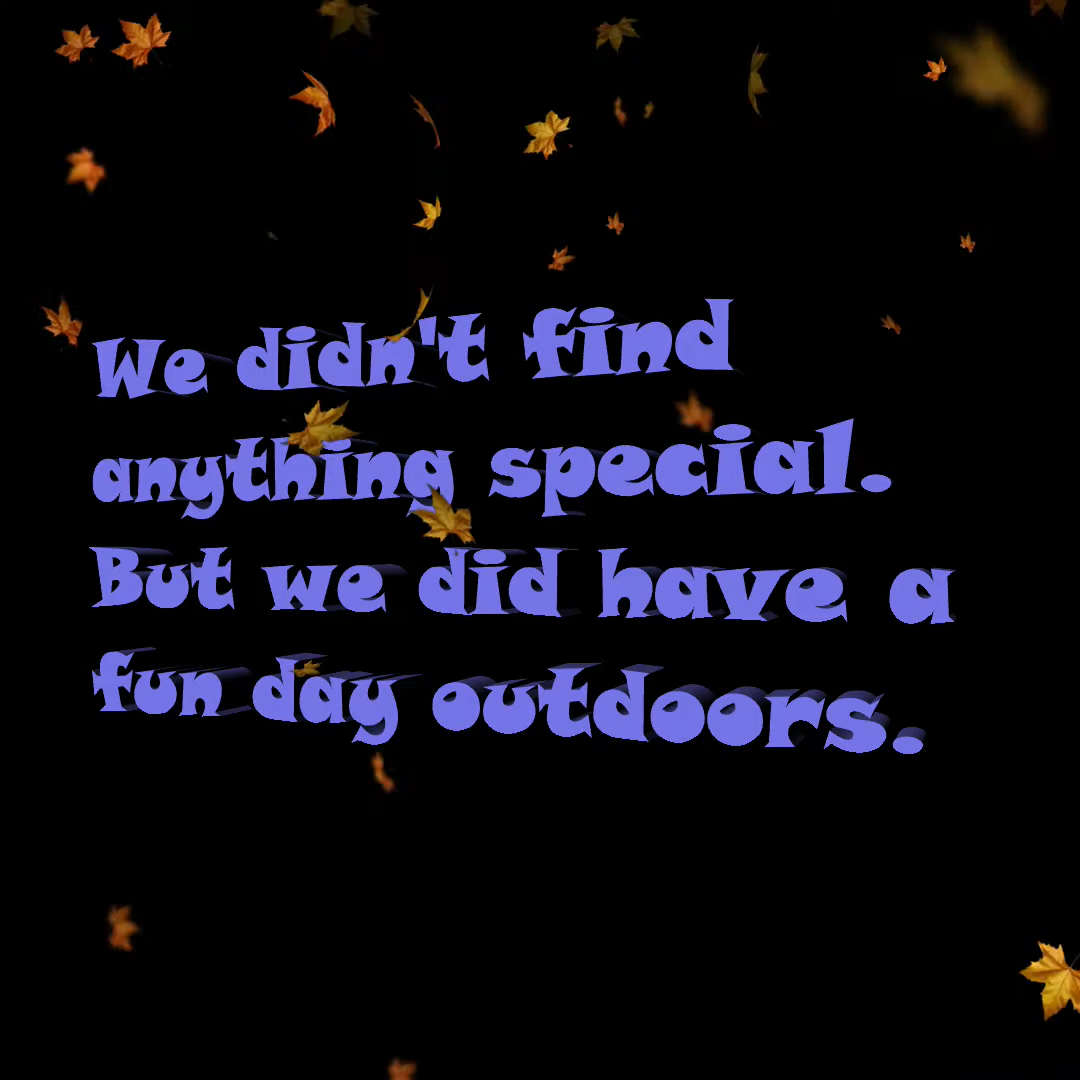 We didn't find
anything special.
But we did have a
fun day outdoors.